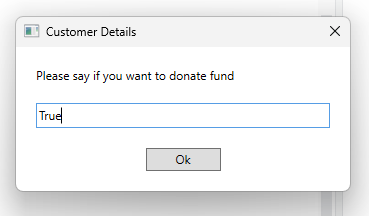 Customer Details
Please say if you want to donate fund
True
Ok